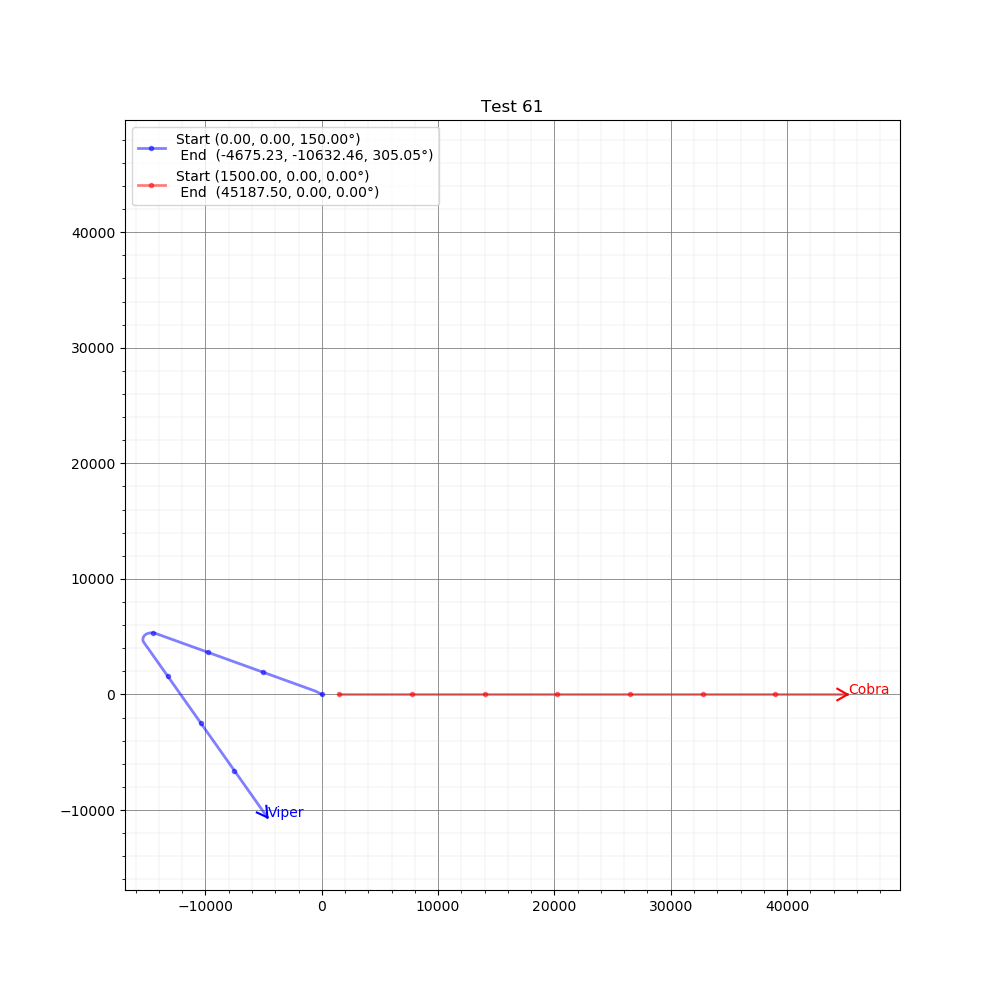 Test 61
Start (0.00, 0.00, 150.00°)
End  (-4675.23, -10632.46, 305.05°)
Start (1500.00, 0.00, 0.00°)
End  (45187.50, 0.00, 0.00°)
40000
30000
20000
10000
0
−10000
Cobra
Viper
−10000
0
10000
20000
30000
40000